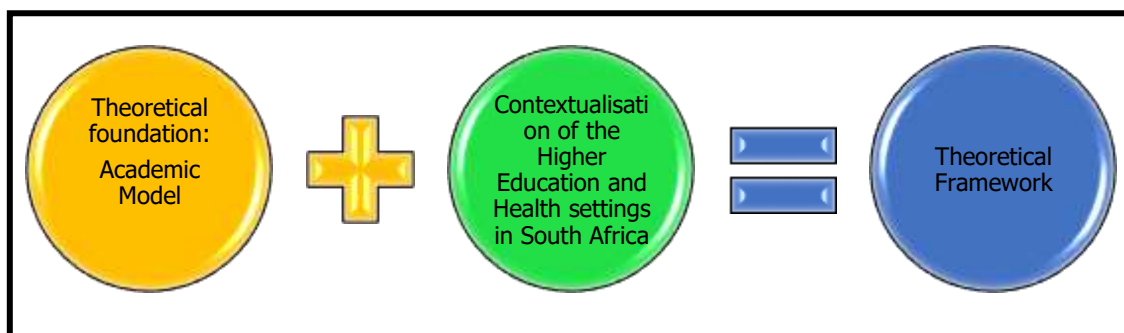 Theoretical
foundation:
Academic
Model
Contextualisati
on of the
Higher
Education and
Health settings
in South Africa
Theoretical
Framework